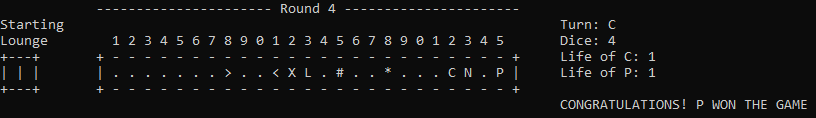 --------------------- Round 4 ---------------------
Starting Turn: C
Lounge 1 2 3 4 5 6 7 8 9 0 1 2 3 4 5 6 7 8 9 0 1 2 3 4 5 Dice: 4
+---+ + - - - - - - - - - - - - - - - - - - - - - - - - - + Life of C: 1
| | | | . . . . . . . > . . < X L . # . . * . . . C N . P | Life of P: 1
+---+ + - - - - - - - - - - - - - - - - - - - - - - - - - +
CONGRATULATIONS! P WON THE GAME